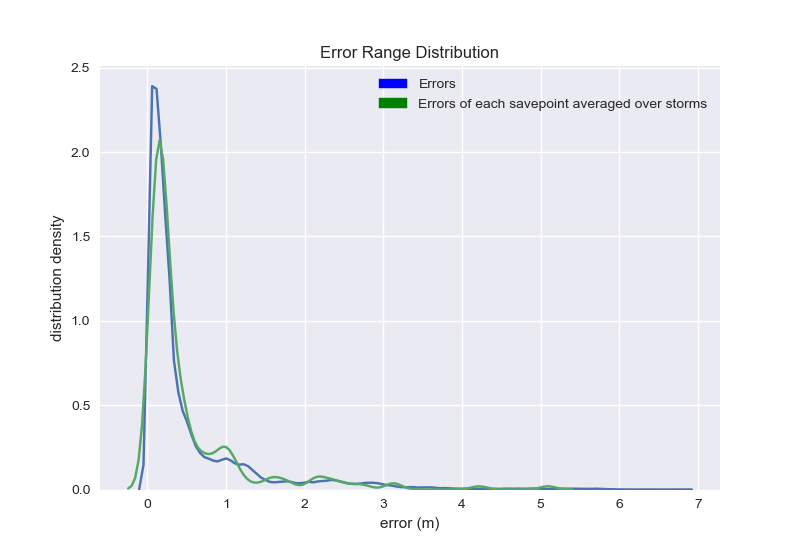 Error Range Distribution
2.5
Errors
Errors of each savepoint averaged over storms
2.0
1.5
distribution density
1.0
0.5
0.0
0 1 2 3 4 5 6 7
error (m)